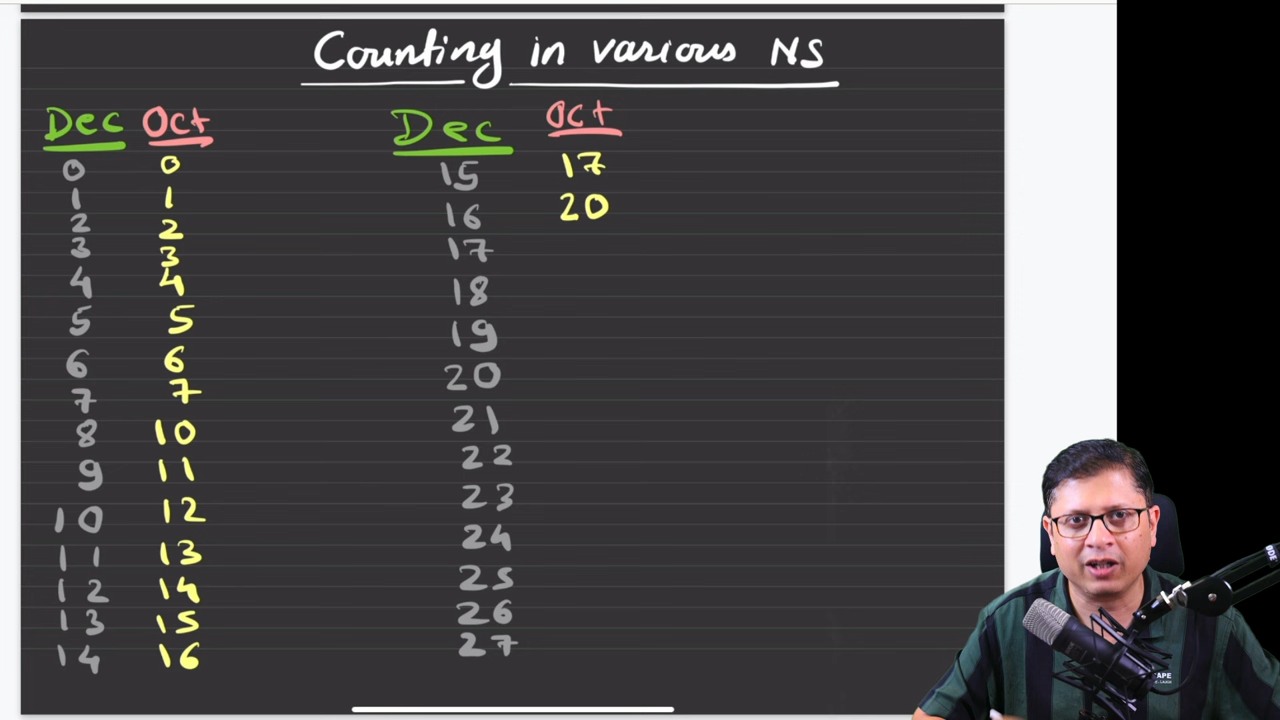 Counting in various NS
Dec Oct Dec Oct
0 0 15 17
1 1 16 20
2 2 17
3 3 18
4 4 19
5 5 20
6 6 21
7 7 22
8 10 23
9 11 24
10 12 25
11 13 26
12 14 27
13 15
14 16
TAPE